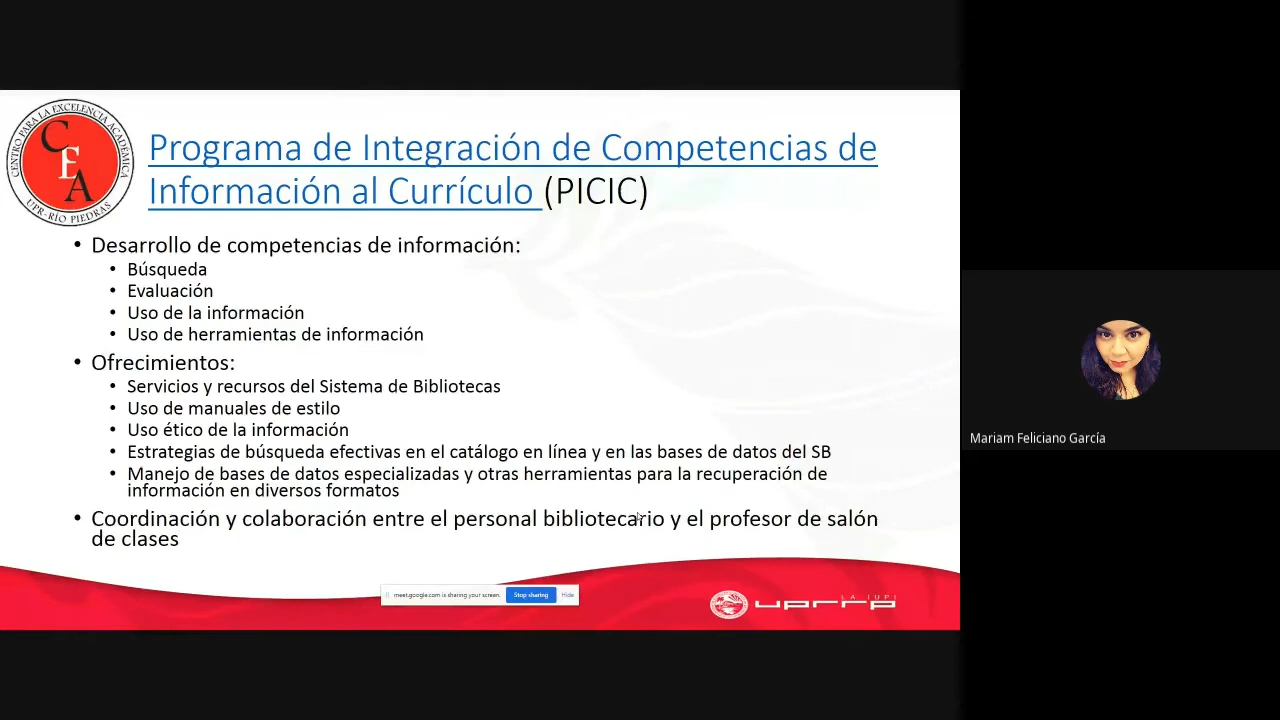 CENTRO PARA LA EXCELENCIA ACADÉMICA
CEA
UPR-RÍO PIEDRAS
Programa de Integración de Competencias de
Información al Currículo (PICIC)
• Desarrollo de competencias de información:
• Búsqueda
• Evaluación
• Uso de la información
• Uso de herramientas de información
• Ofrecimientos:
• Servicios y recursos del Sistema de Bibliotecas
• Uso de manuales de estilo
• Uso ético de la información
• Estrategias de búsqueda efectivas en el catálogo en línea y en las bases de datos del SB
• Manejo de bases de datos especializadas y otras herramientas para la recuperación de
información en diversos formatos
• Coordinación y colaboración entre el personal bibliotecario y el profesor de salón
de clases
meet.google.com is sharing your screen.
Stop sharing
Hide
LA IUPI
uprrp
Mariam Feliciano García